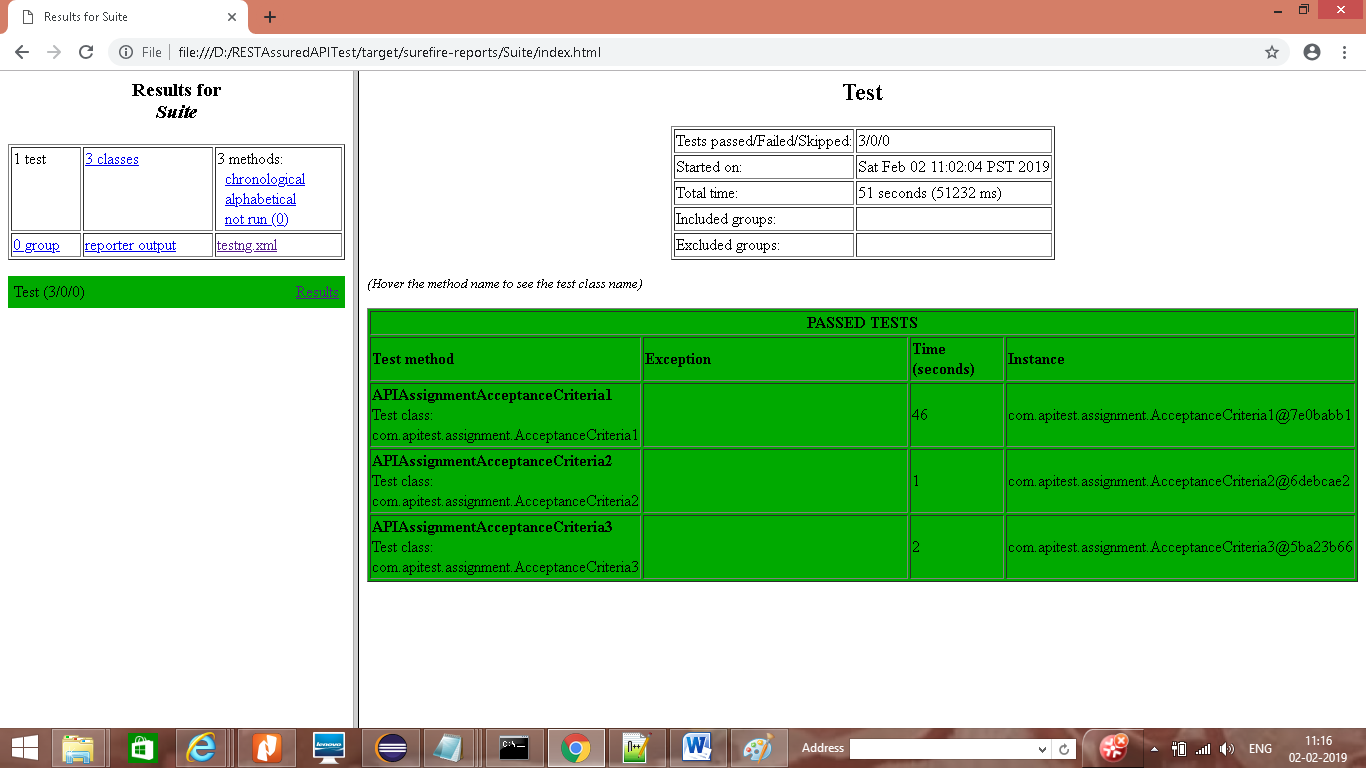 Results for Suite
File
file:///D:/RESTAssuredAPITest/target/surefire-reports/Suite/index.html
Results for
Suite
1 test
3 classes
3 methods:
chronological
alphabetical
not run (0)
0 group
reporter output
testng.xml
Test (3/0/0)
Results
Test
Tests passed/Failed/Skipped:
3/0/0
Started on:
Sat Feb 02 11:02:04 PST 2019
Total time:
51 seconds (51232 ms)
Included groups:
Excluded groups:
(Hover the method name to see the test class name)
PASSED TESTS
Test method
Exception
Time
(seconds)
Instance
APIAssignmentAcceptanceCriteria1
Test class:
com.apitest.assignment.AcceptanceCriteria1
46
com.apitest.assignment.AcceptanceCriteria1@7e0babb1
APIAssignmentAcceptanceCriteria2
Test class:
com.apitest.assignment.AcceptanceCriteria2
1
com.apitest.assignment.AcceptanceCriteria2@6debcae2
APIAssignmentAcceptanceCriteria3
Test class:
com.apitest.assignment.AcceptanceCriteria3
2
com.apitest.assignment.AcceptanceCriteria3@5ba23b66
lenovo
C:\_
Address
ENG
11:16
02-02-2019